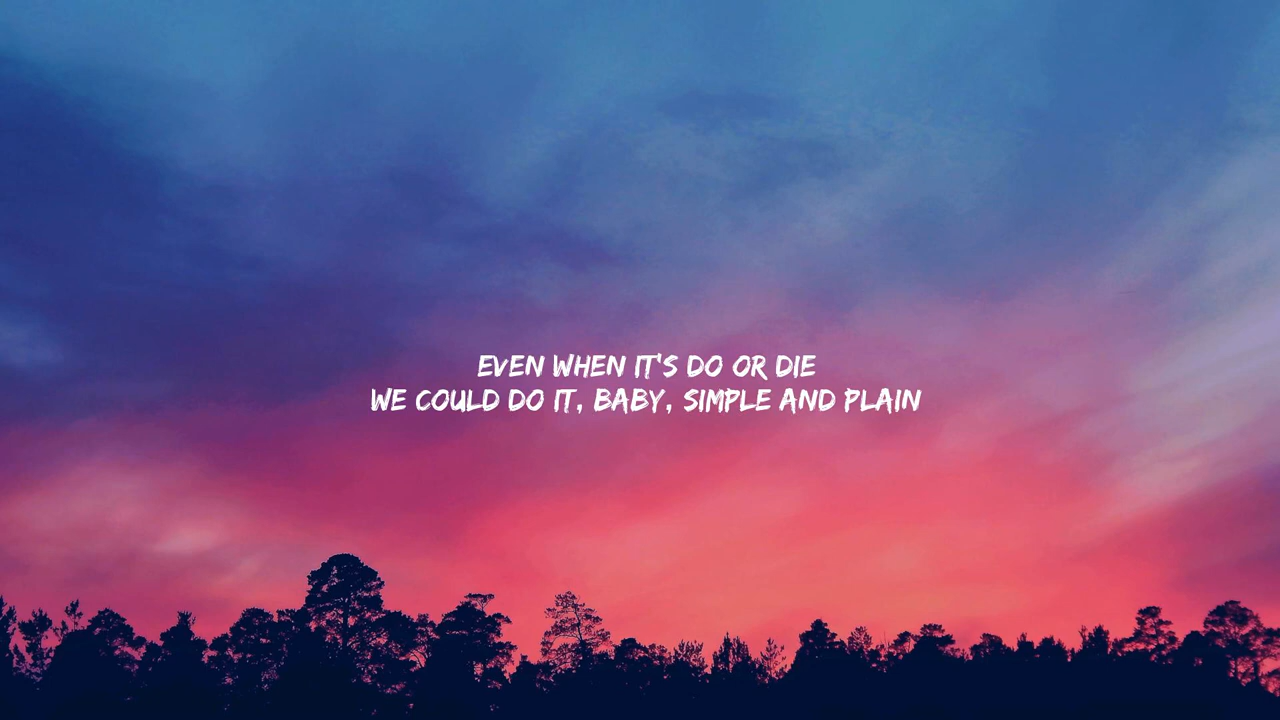 EVEN WHEN IT'S DO OR DIE
WE COULD DO IT, BABY, SIMPLE AND PLAIN